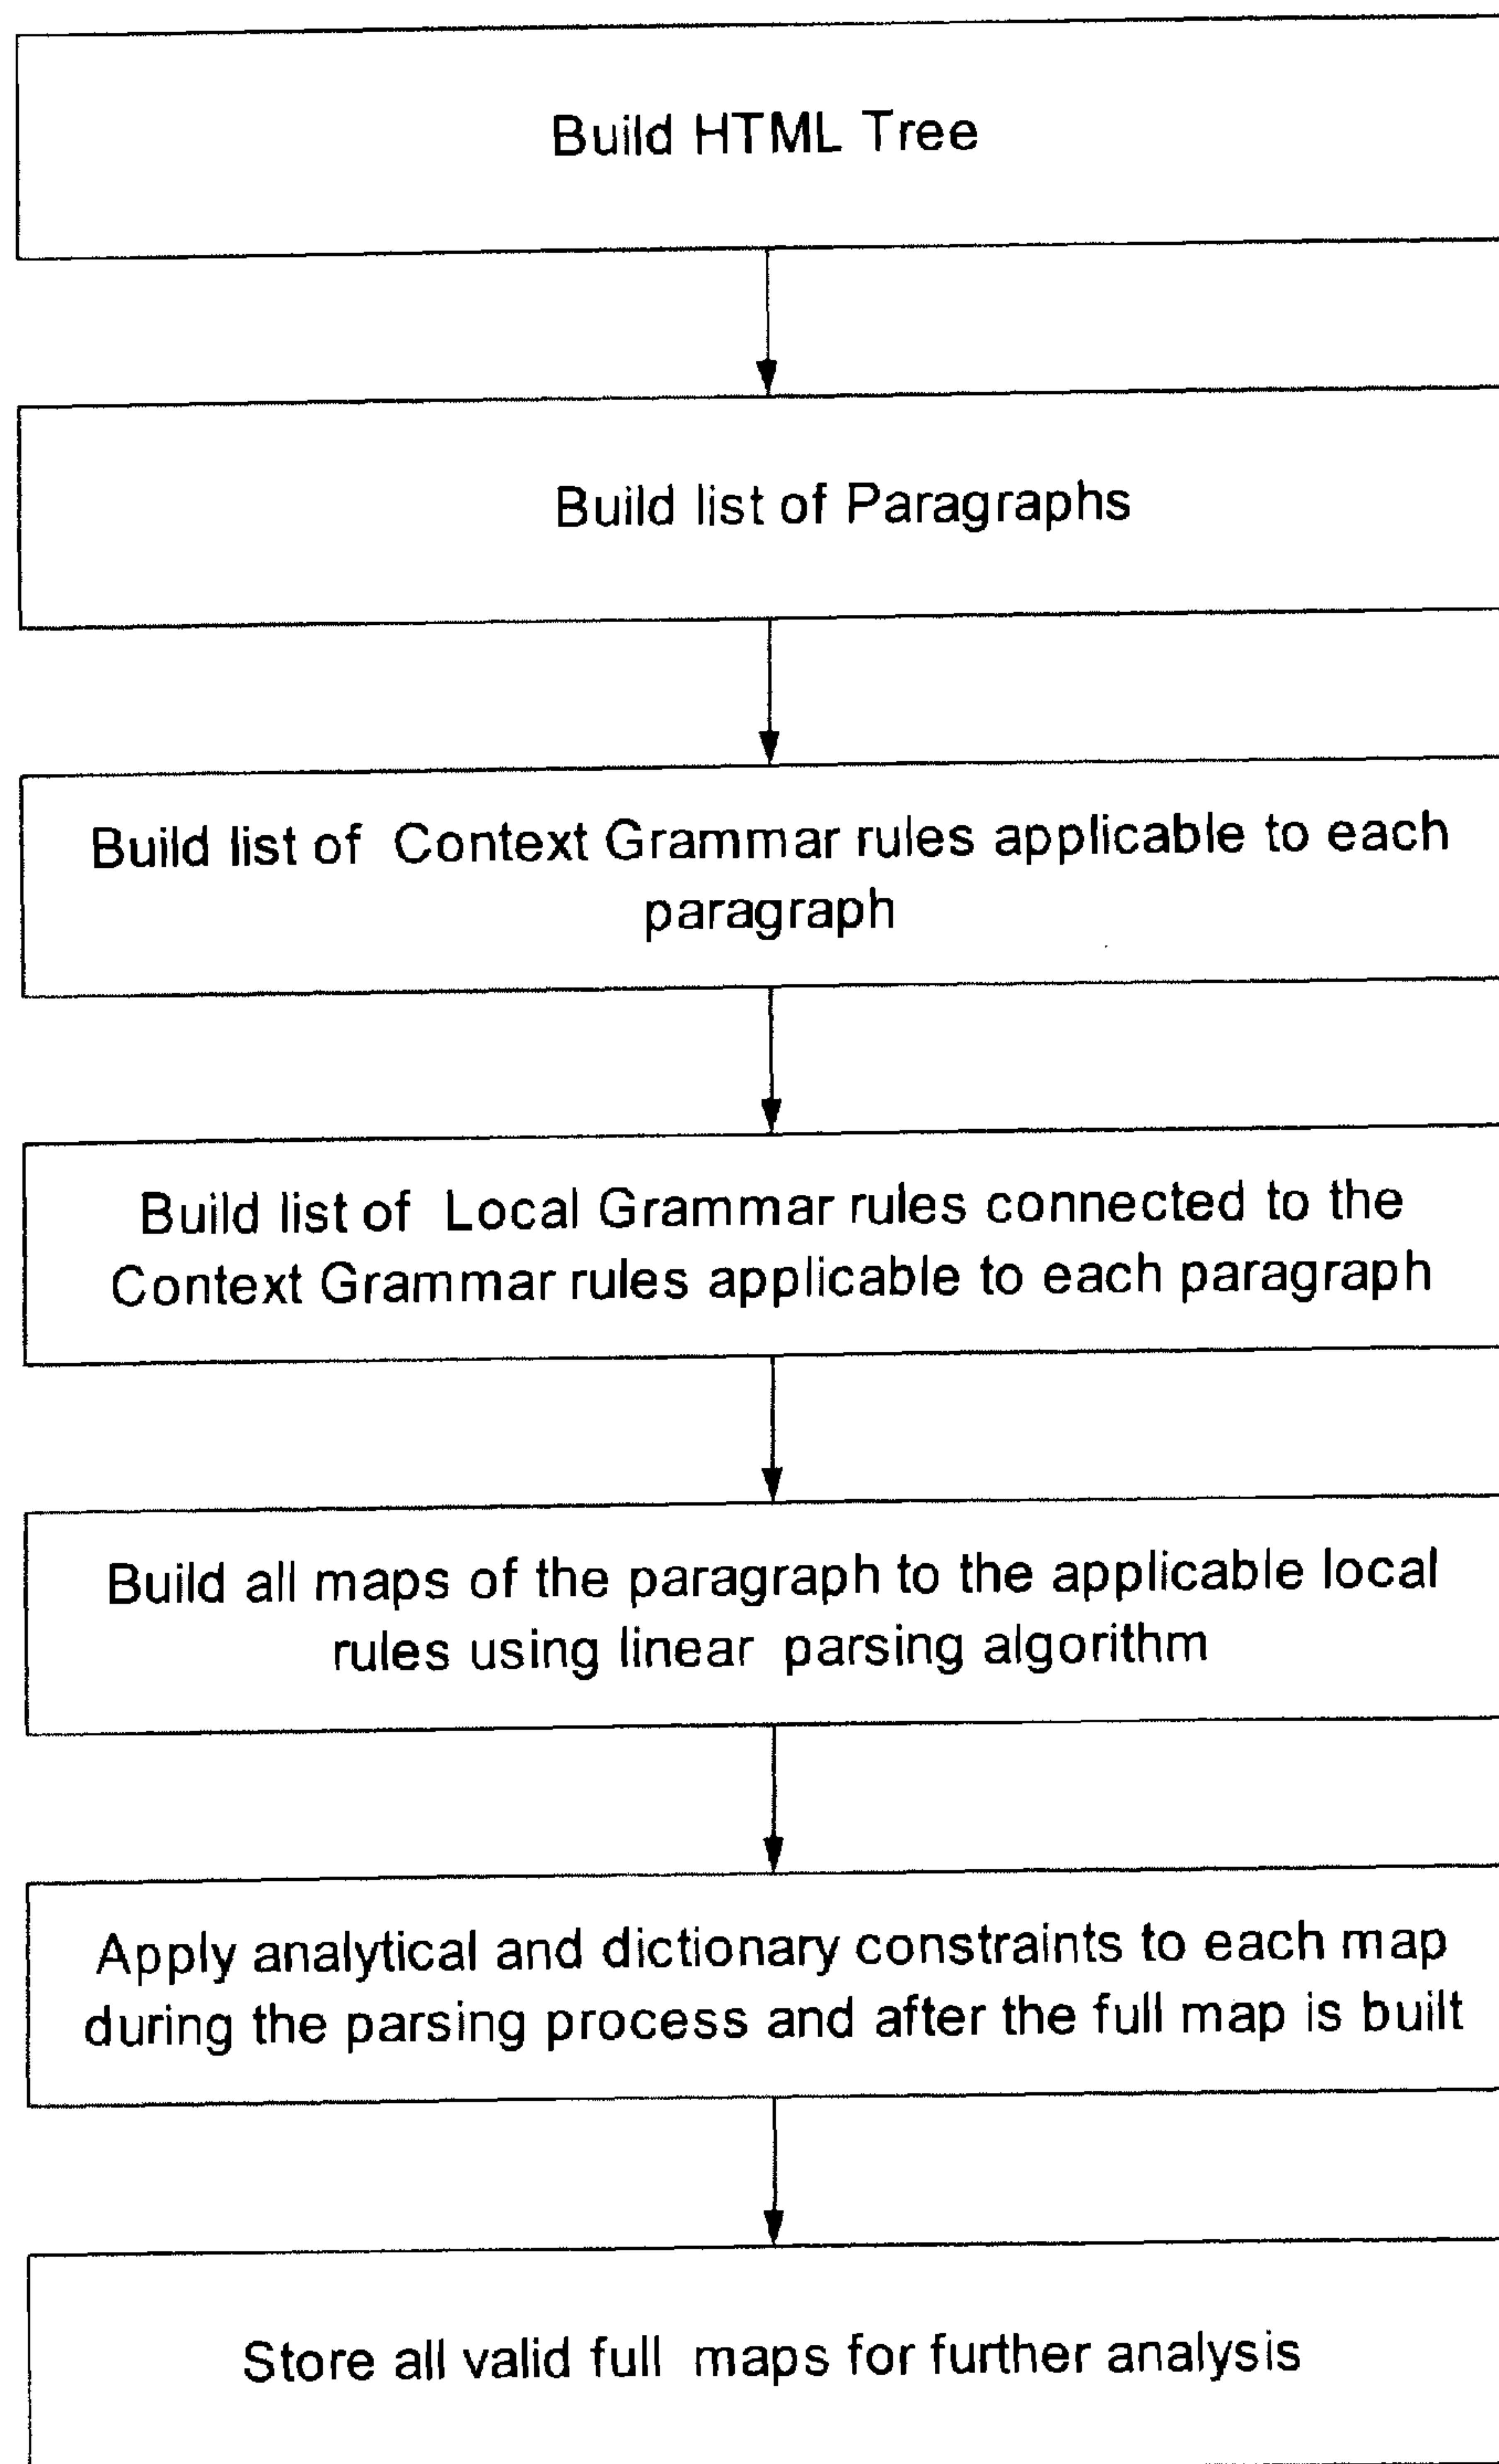 Build HTML Tree
Build list of Paragraphs
Build list of Context Grammar rules applicable to each
paragraph
Build list of Local Grammar rules connected to the
Context Grammar rules applicable to each paragraph
Build all maps of the paragraph to the applicable local
rules using linear parsing algorithm
Apply analytical and dictionary constraints to each map
during the parsing process and after the full map is built
Store all valid full maps for further analysis